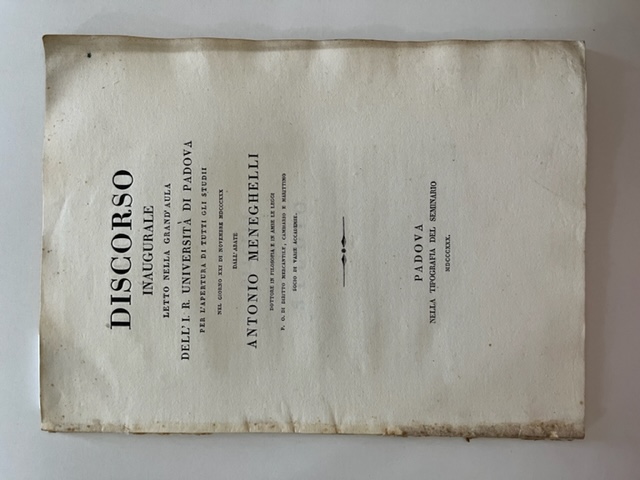 DISCORSO
INAUGURALE
LETTO NELLA GRAND'AULA
DELL'I. R. UNIVERSITÀ DI PADOVA
PER L'APERTURA DI TUTTI GLI STUDII
NEL GIORNO XXI DI NOVEMBRE MDCCCXXIX
DALL'ABATE
ANTONIO MENEGHELLI
DOTTORE IN FILOSOFIA E IN AMBE LE LEGGI
P. O. DI DIRITTO MERCANTILE, CAMBIARIO E MARITTIMO
SOCIO DI VARIE ACCADEMIE.
PADOVA
NELLA TIPOGRAFIA DEL SEMINARIO
MDCCCXXX.